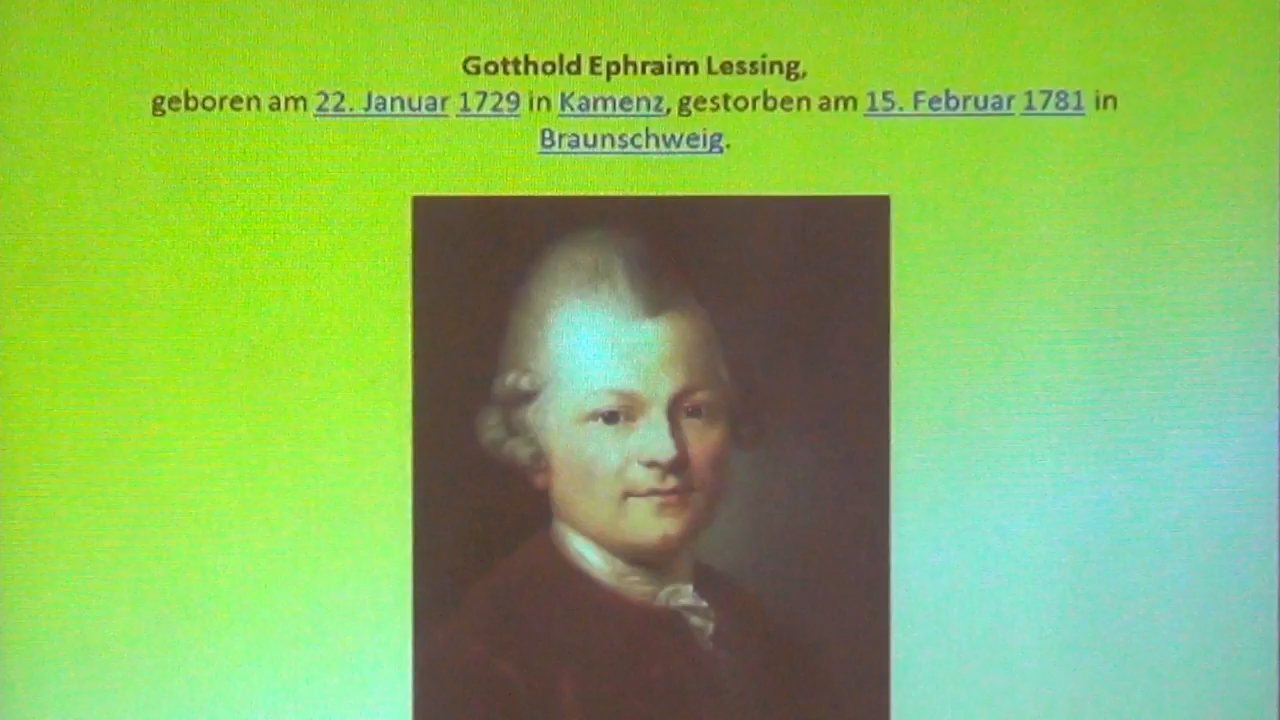 Gotthold Ephraim Lessing,
geboren am 22. Januar 1729 in Kamenz, gestorben am 15. Februar 1781 in
Braunschweig.